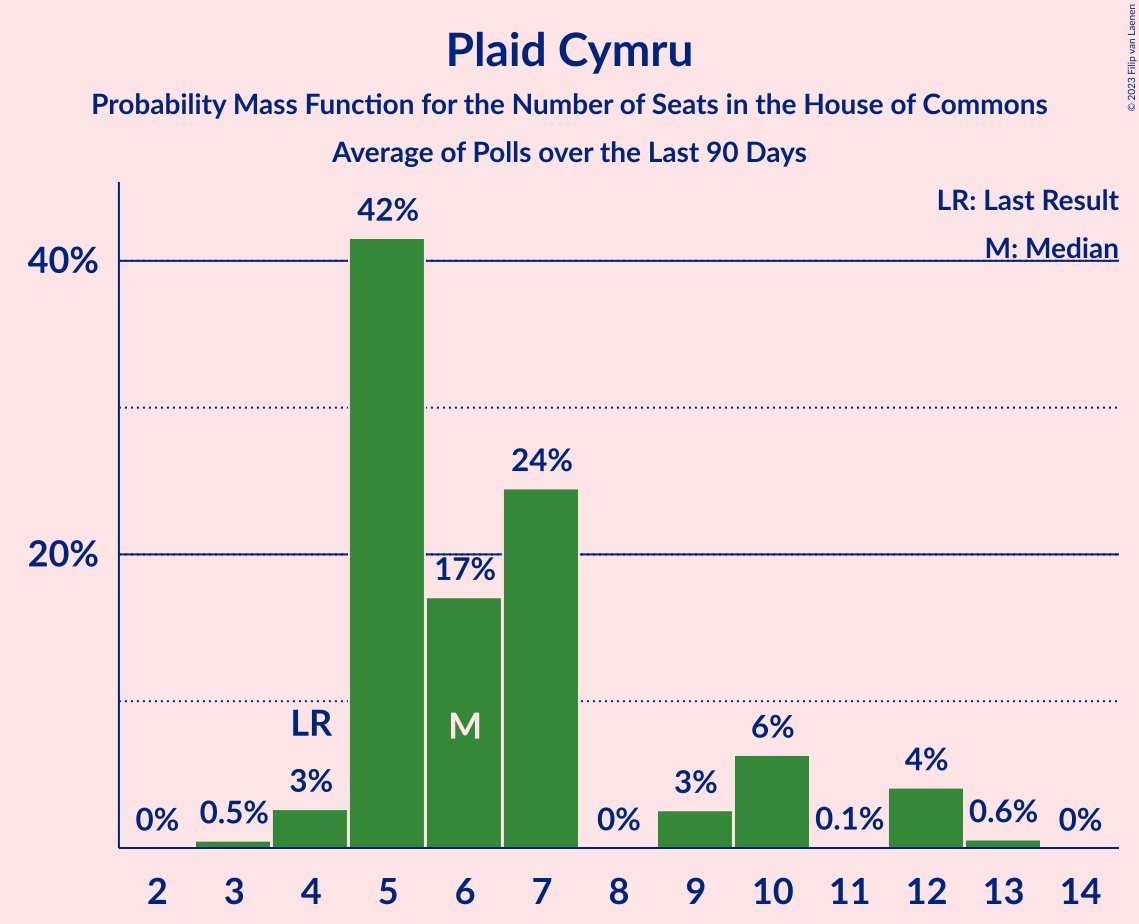 Plaid Cymru
Probability Mass Function for the Number of Seats in the House of Commons
Average of Polls over the Last 90 Days
© 2023 Filip van Laenen
LR: Last Result
M: Median
40%
20%
0%
0.5%
LR
3%
42%
17%
M
24%
0%
3%
6%
0.1%
4%
0.6%
0%
2 3 4 5 6 7 8 9 10 11 12 13 14